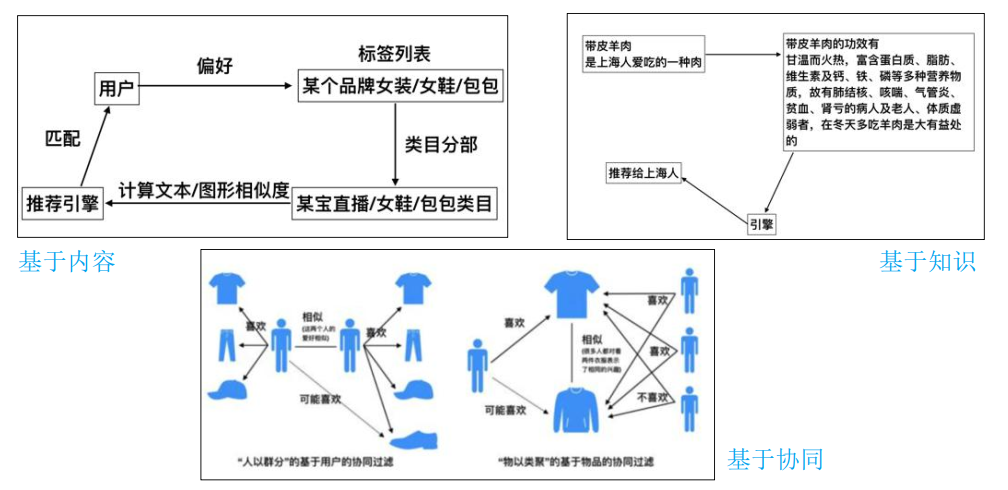 标签列表
偏好
用户
某个品牌女装/女鞋/包包
匹配
类目分部
计算文本/图形相似度
推荐引擎
某宝直播/女鞋/包包类目
基于内容
带皮羊肉
是上海人爱吃的一种肉
带皮羊肉的功效有
甘温而火热，富含蛋白质、脂肪、
维生素及钙、铁、磷等多种营养物
质，故有肺结核、咳喘、气管炎、
贫血、肾亏的病人及老人、体质虚
弱者，在冬天多吃羊肉是大有益处
的
推荐给上海人
引擎
基于知识
喜欢
相似
(这两个人的
爱好相似)
喜欢
可能喜欢
“人以群分”的基于用户的协同过滤
喜欢
相似
(很多人都对着
两件衣服表示
了相同的兴趣)
可能喜欢
喜欢
喜欢
不喜欢
“物以类聚”的基于物品的协同过滤
基于协同